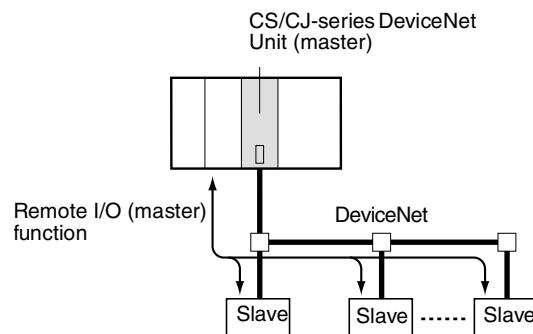 CS/CJ-series DeviceNet
Unit (master)
Remote I/O (master)
function
DeviceNet
Slave
Slave
Slave